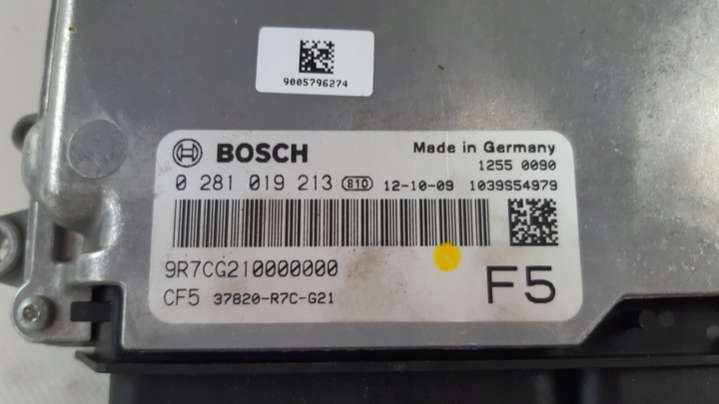 9005796274
BOSCH
Made in Germany
1255 0090
0 281 019 213 810 12-10-09 1039S54979
9R7CG210000000
CF5 37820-R7C-G21
F5